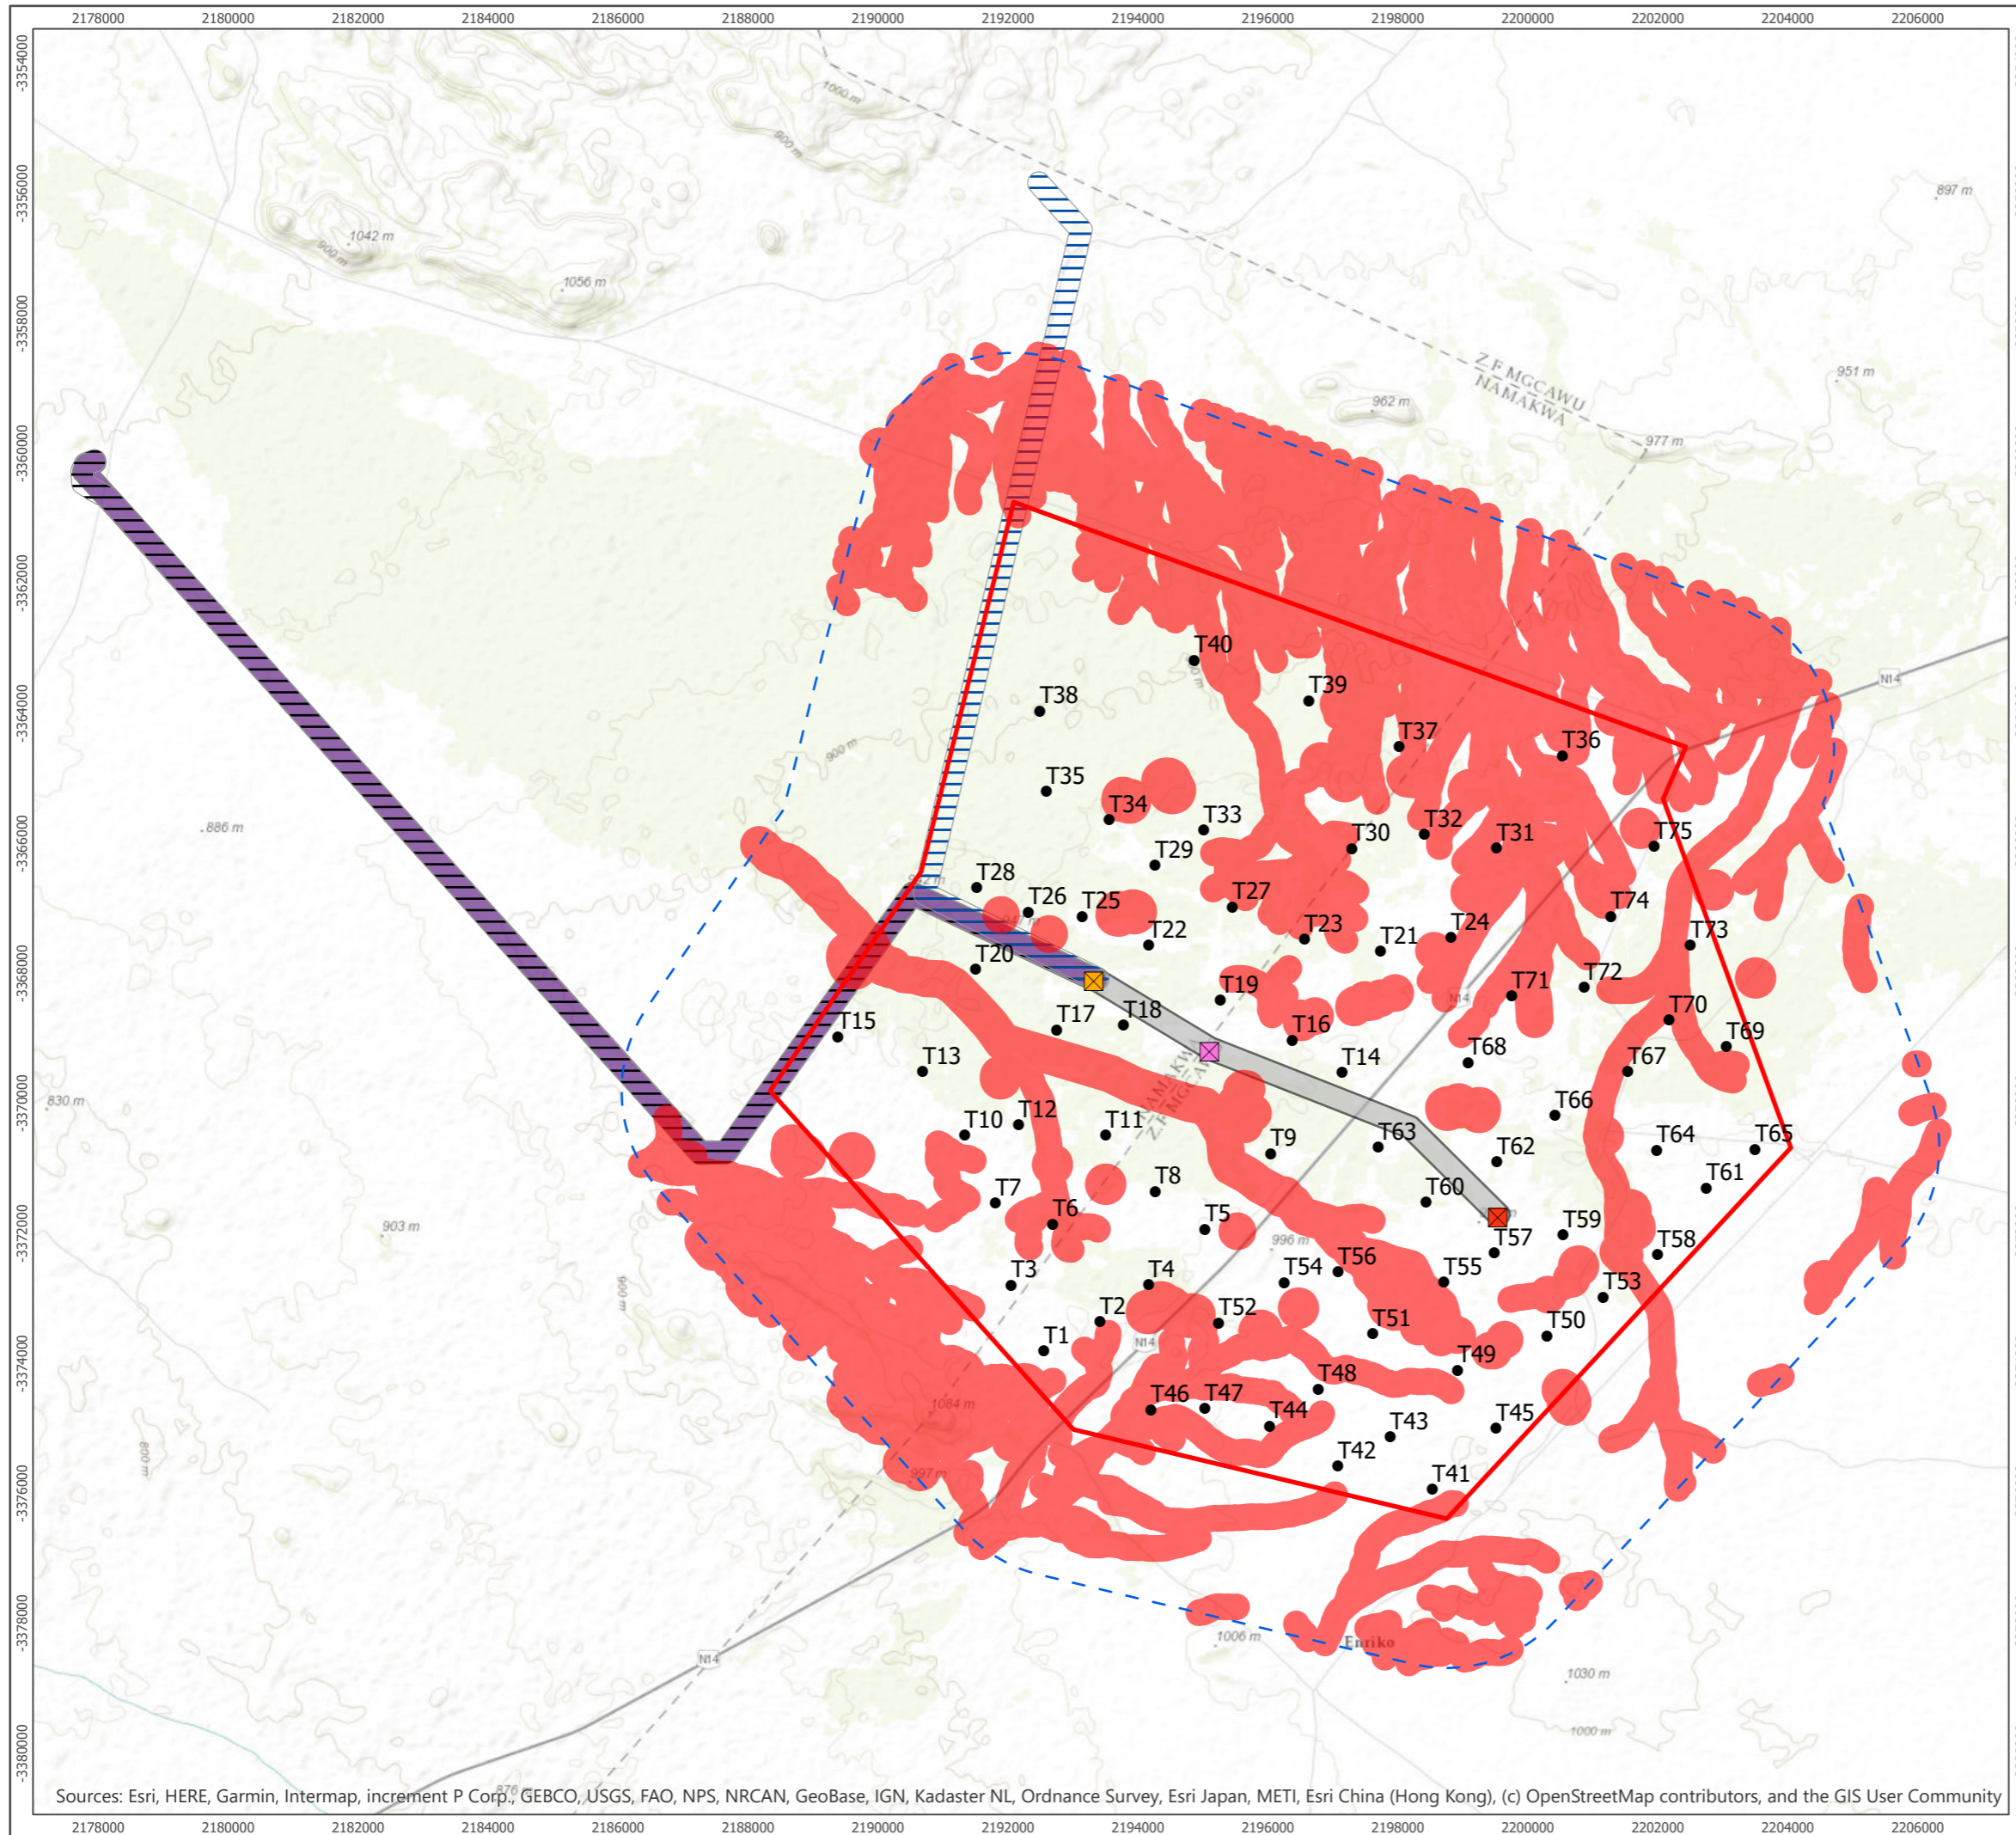 2178000 2180000 2182000 2184000 2186000 2188000 2190000 2192000 2194000 2196000 2198000 2200000 2202000 2204000 2206000
-3354000
-3356000
-3358000
-3360000
-3362000
-3364000
-3366000
-3368000
-3370000
-3372000
-3374000
-3376000
-3378000
-3380000
1000 m
900 m
897 m
1042 m
900 m
1056 m
Z F MGCAWU
NAMAKWA
951 m
962 m
977 m
T40
N14
T39
T38
T37
T36
900 m
T35
T34
T33
T32
T31
T30
T75
886 m
T29
T28
T27
T26
T25
T74
T24
T23
T22
T21
T73
T20
T72
T71
T19
N14
T70
T18
T17
T16
T15
T69
T68
T14
T13
T67
NAMAKWA
Z F MGCAWU
830 m
T66
T12
T11
T10
T65
T64
T63
T9
T62
T61
T8
T7
T60
T6
T5
903 m
T59
T57
996 m
T58
T56
T55
T54
T4
T3
T53
900 m
T2
T52
T51
T50
T1
N14
T49
T48
T47
T46
1084 m
T45
T44
T43
800 m
T42
997 m
T41
1006 m
Enriko
N14
1030 m
1000 m
876 m
Sources: Esri, HERE, Garmin, Intermap, increment P Corp., GEBCO, USGS, FAO, NPS, NRCAN, GeoBase, IGN, Kadaster NL, Ordnance Survey, Esri Japan, METI, Esri China (Hong Kong), (c) OpenStreetMap contributors, and the GIS User Community
2178000 2180000 2182000 2184000 2186000 2188000 2190000 2192000 2194000 2196000 2198000 2200000 2202000 2204000 2206000